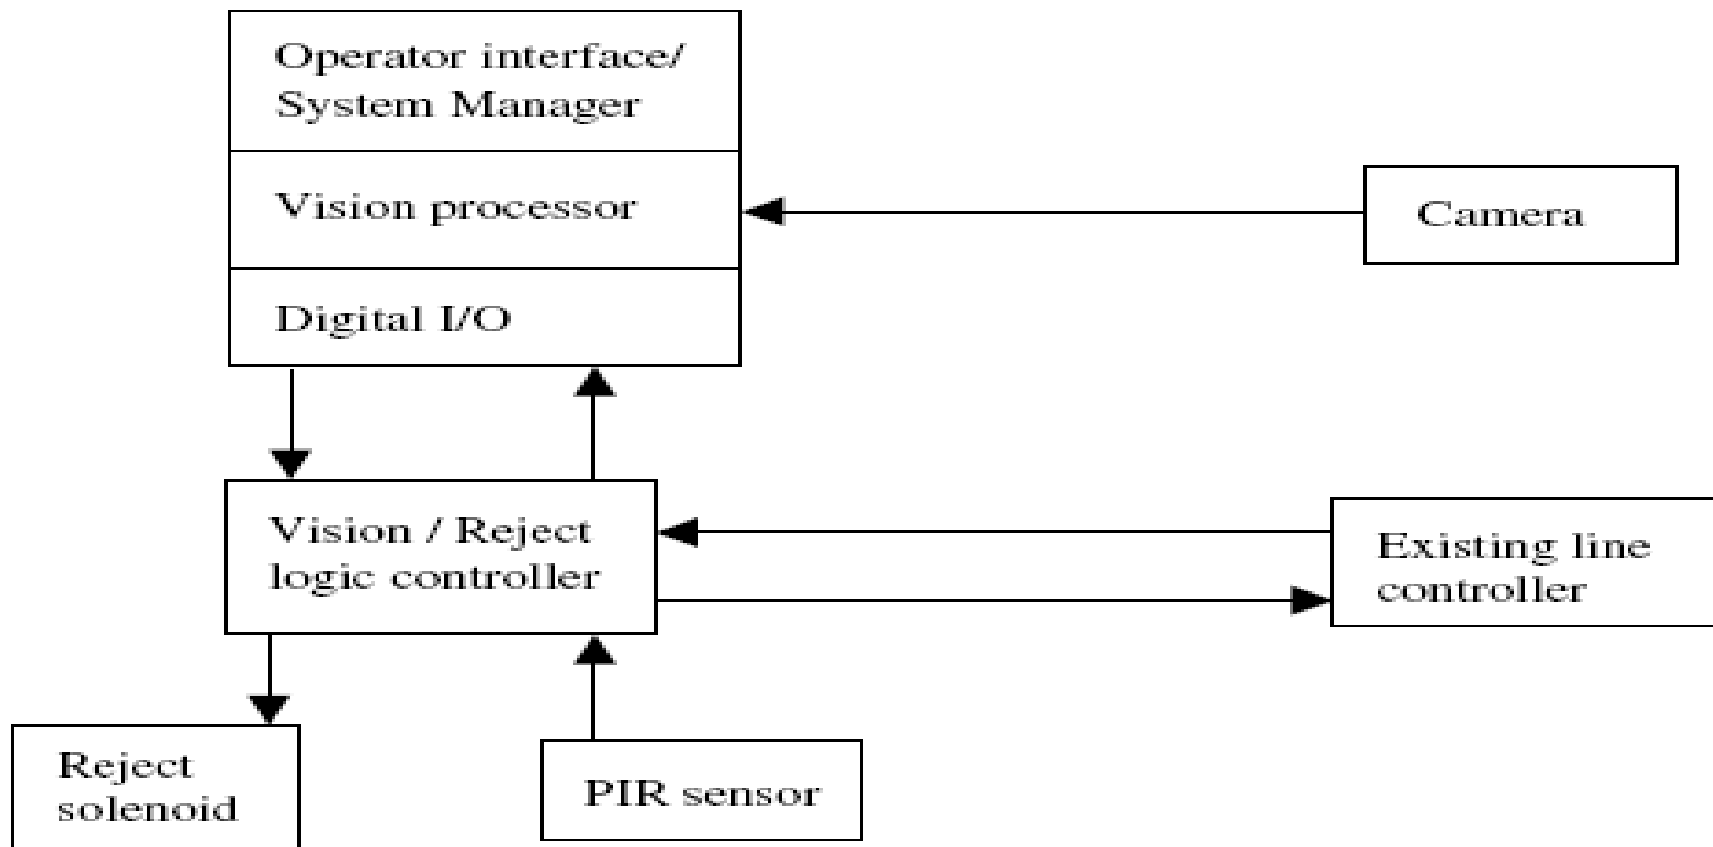 Operator interface/
System Manager
Vision processor
Camera
Digital I/O
Vision / Reject
logic controller
Existing line
controller
Reject
solenoid
PIR sensor